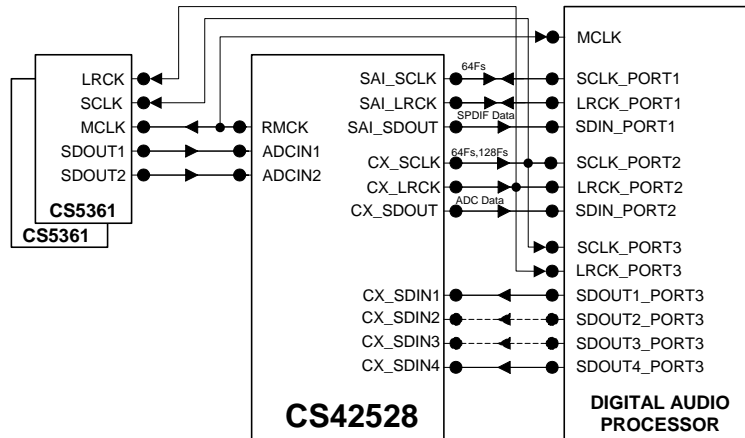 LRCK
SCLK
MCLK
SDOUT1
SDOUT2
CS5361
CS5361
RMCK
ADCIN1
ADCIN2
SAI_SCLK
SAI_LRCK
SAI_SDOUT
CX_SCLK
CX_LRCK
CX_SDOUT
CX_SDIN1
CX_SDIN2
CX_SDIN3
CX_SDIN4
CS42528
64Fs
SPDIF Data
64Fs,128Fs
ADC Data
MCLK
SCLK_PORT1
LRCK_PORT1
SDIN_PORT1
SCLK_PORT2
LRCK_PORT2
SDIN_PORT2
SCLK_PORT3
LRCK_PORT3
SDOUT1_PORT3
SDOUT2_PORT3
SDOUT3_PORT3
SDOUT4_PORT3
DIGITAL AUDIO
PROCESSOR